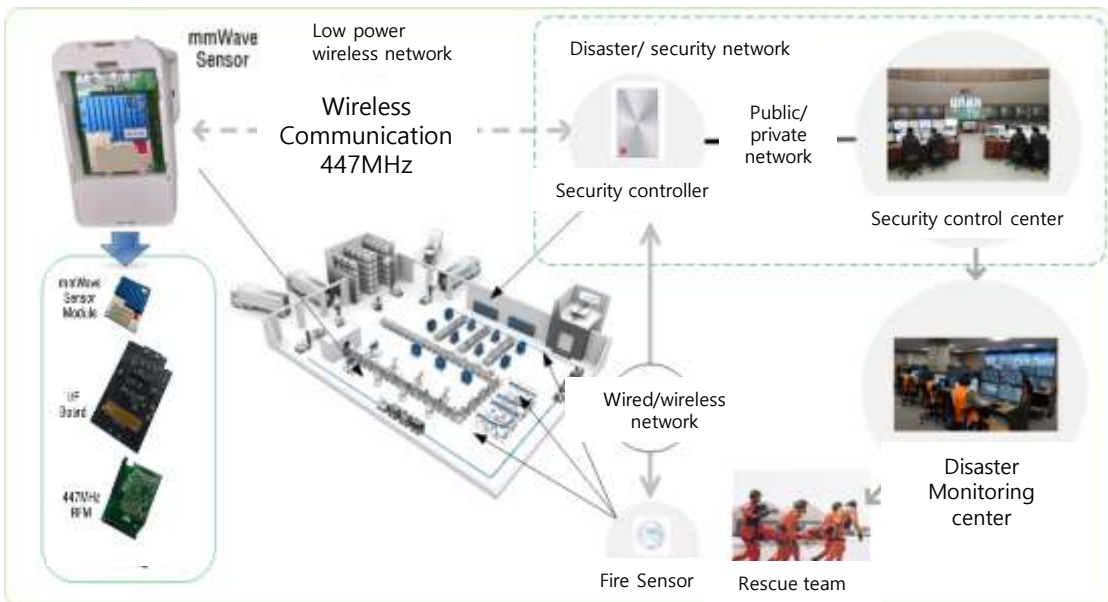 mmWave
Sensor
Low power
wireless network
Wireless
Communication
447MHz
Disaster/ security network
Public/
private
network
Security controller
Security control center
mmWave
Sensor
Module
Board
447MHz
RFM
Wired/wireless
network
Disaster
Monitoring
center
Fire Sensor
Rescue team